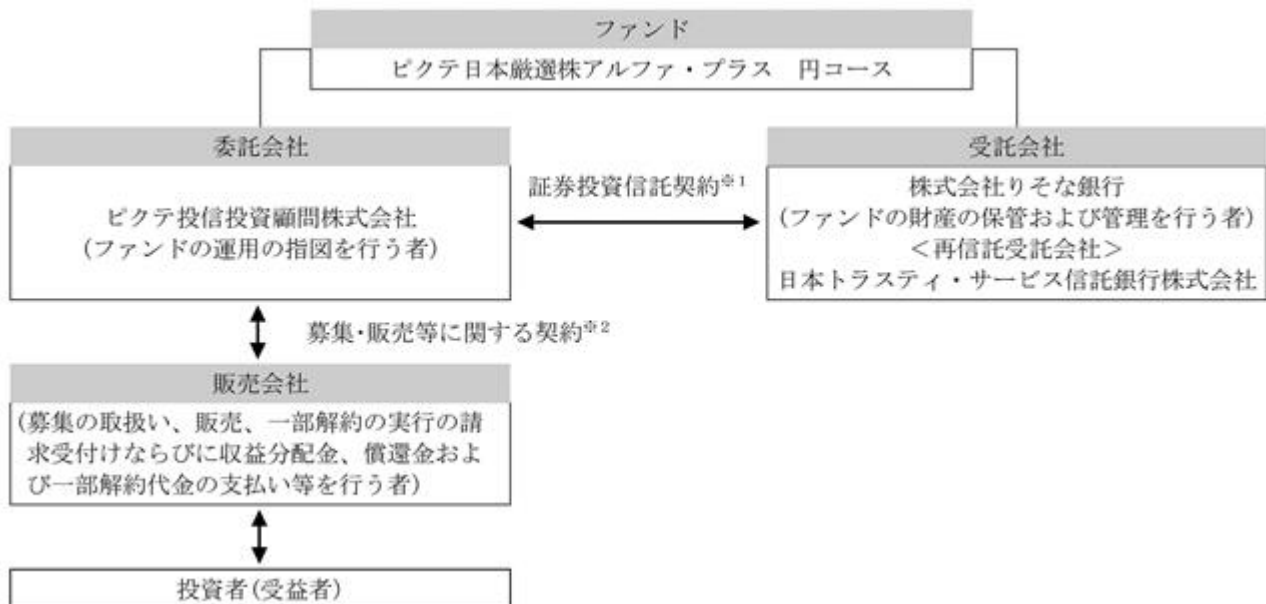 ファンド
ピクテ日本厳選株アルファ・プラス　円コース
委託会社
ピクテ投信投資顧問株式会社
(ファンドの運用の指図を行う者)
証券投資信託契約※1
受託会社
株式会社りそな銀行
(ファンドの財産の保管および管理を行う者)
＜再信託受託会社＞
日本トラスティ・サービス信託銀行株式会社
募集・販売等に関する契約※2
販売会社
(募集の取扱い、販売、一部解約の実行の請
求受付けならびに収益分配金、償還金およ
び一部解約代金の支払い等を行う者)
投資者(受益者)